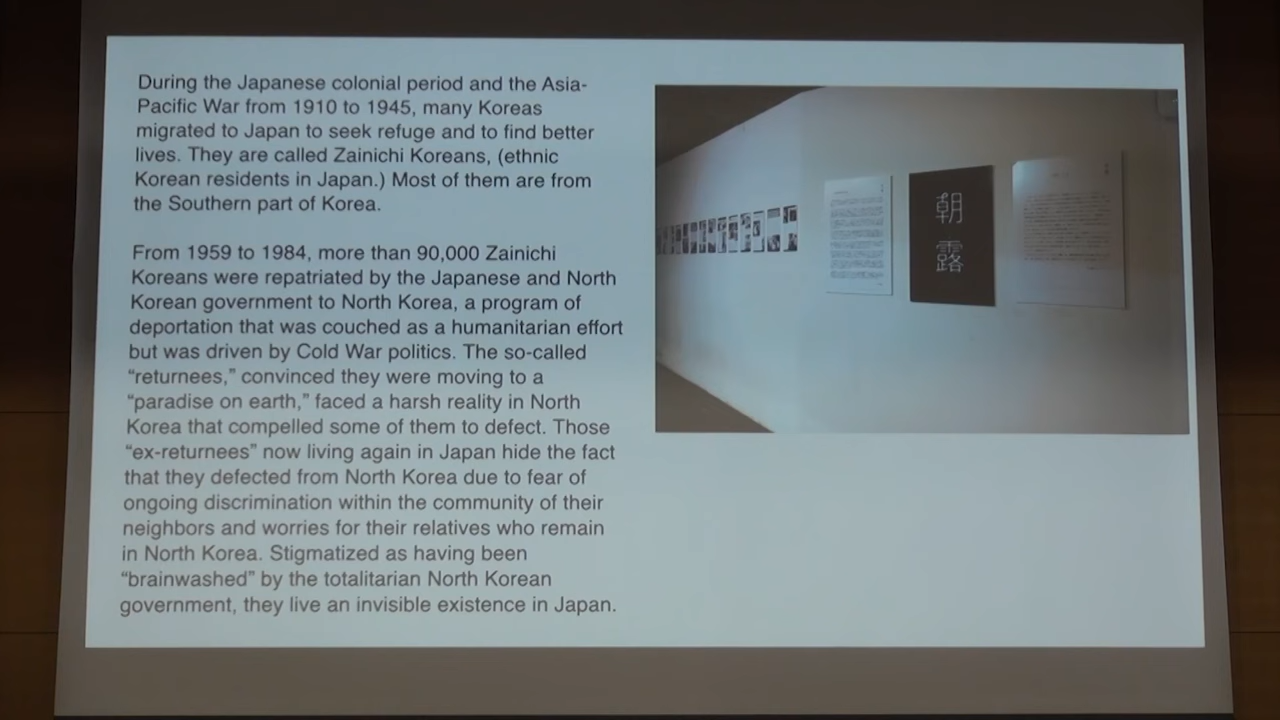 During the Japanese colonial period and the Asia-
Pacific War from 1910 to 1945, many Koreas
migrated to Japan to seek refuge and to find better
lives. They are called Zainichi Koreans, (ethnic
Korean residents in Japan.) Most of them are from
the Southern part of Korea.
From 1959 to 1984, more than 90,000 Zainichi
Koreans were repatriated by the Japanese and North
Korean government to North Korea, a program of
deportation that was couched as a humanitarian effort
but was driven by Cold War politics. The so-called
“returnees,” convinced they were moving to a
“paradise on earth,” faced a harsh reality in North
Korea that compelled some of them to defect. Those
“ex-returnees” now living again in Japan hide the fact
that they defected from North Korea due to fear of
ongoing discrimination within the community of their
neighbors and worries for their relatives who remain
in North Korea. Stigmatized as having been
“brainwashed” by the totalitarian North Korean
government, they live an invisible existence in Japan.
朝
露